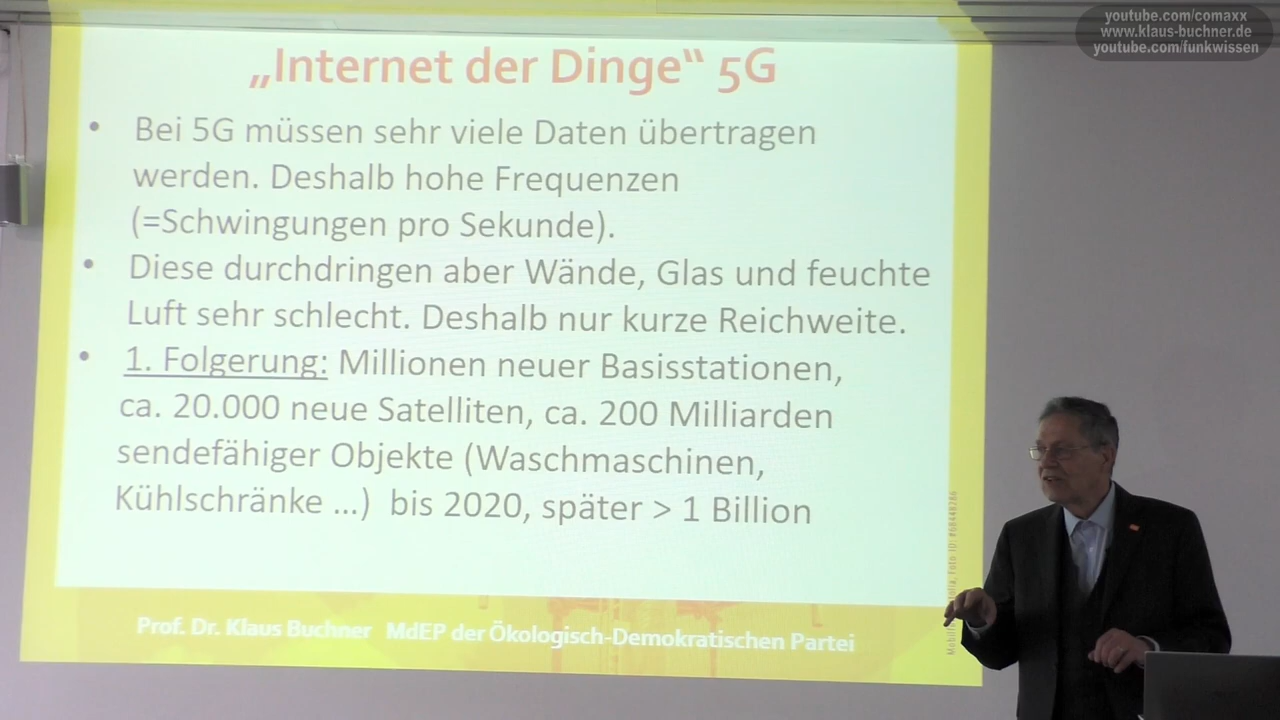 youtube.com/comaxx
www.klaus-buchner.de
youtube.com/funkwissen
„Internet der Dinge“ 5G
• Bei 5G müssen sehr viele Daten übertragen
werden. Deshalb hohe Frequenzen
(=Schwingungen pro Sekunde).
• Diese durchdringen aber Wände, Glas und feuchte
Luft sehr schlecht. Deshalb nur kurze Reichweite.
• 1. Folgerung: Millionen neuer Basisstationen,
ca. 20.000 neue Satelliten, ca. 200 Milliarden
sendefähiger Objekte (Waschmaschinen,
Kühlschränke ...) bis 2020, später > 1 Billion
Prof. Dr. Klaus Buchner MdEP der Ökologisch-Demokratischen Partei